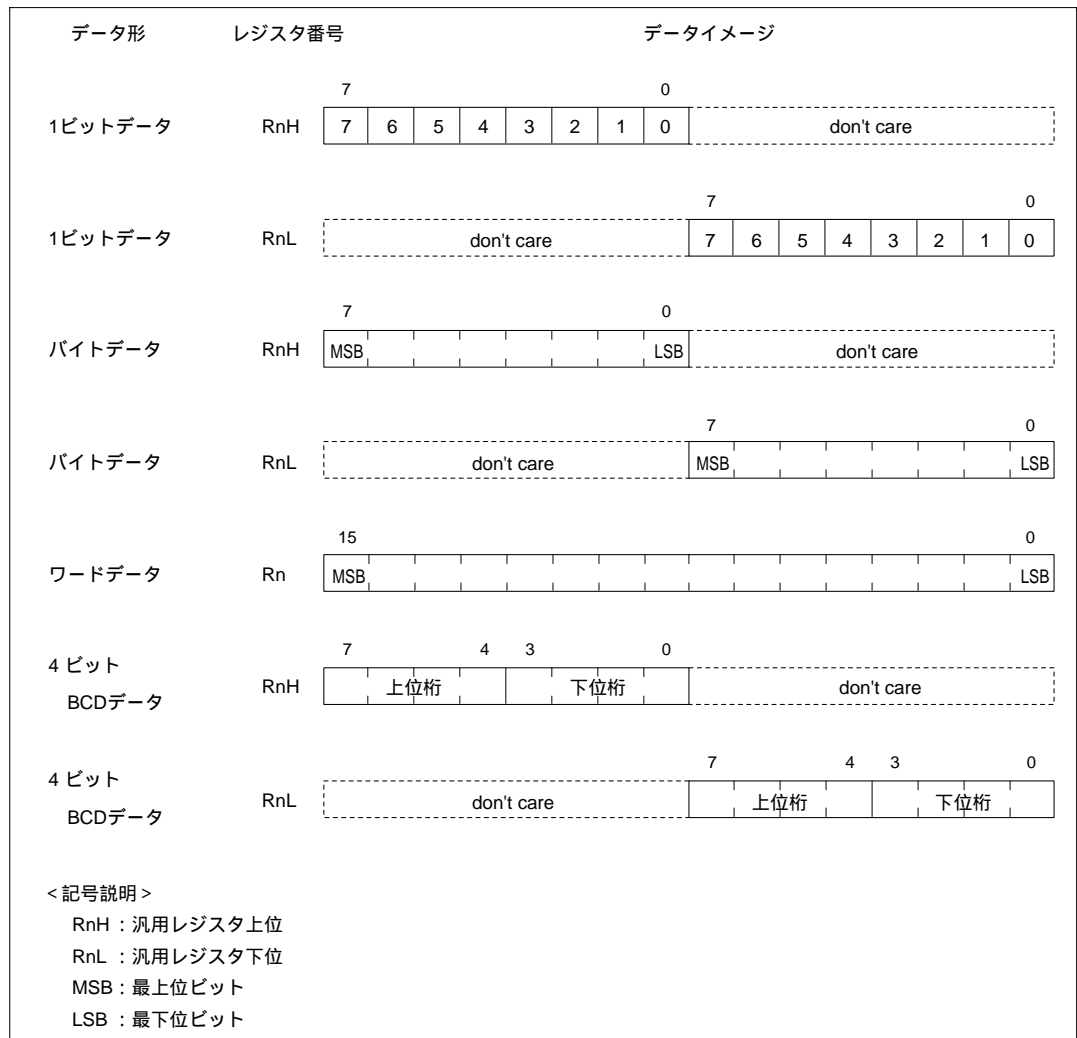 データ形 レジスタ番号 データイメージ
7 0
1ビットデータ RnH 7 6 5 4 3 2 1 0 don't care
7 0
1ビットデータ RnL don't care 7 6 5 4 3 2 1 0
7 0
バイトデータ RnH MSB LSB don't care
7 0
バイトデータ RnL don't care MSB LSB
15 0
ワードデータ Rn MSB LSB
7 4 3 0
4 ビット
BCDデータ RnH 上位桁 下位桁 don't care
7 4 3 0
4 ビット
BCDデータ RnL don't care 上位桁 下位桁
<記号説明>
RnH : 汎用レジスタ上位
RnL : 汎用レジスタ下位
MSB : 最上位ビット
LSB : 最下位ビット